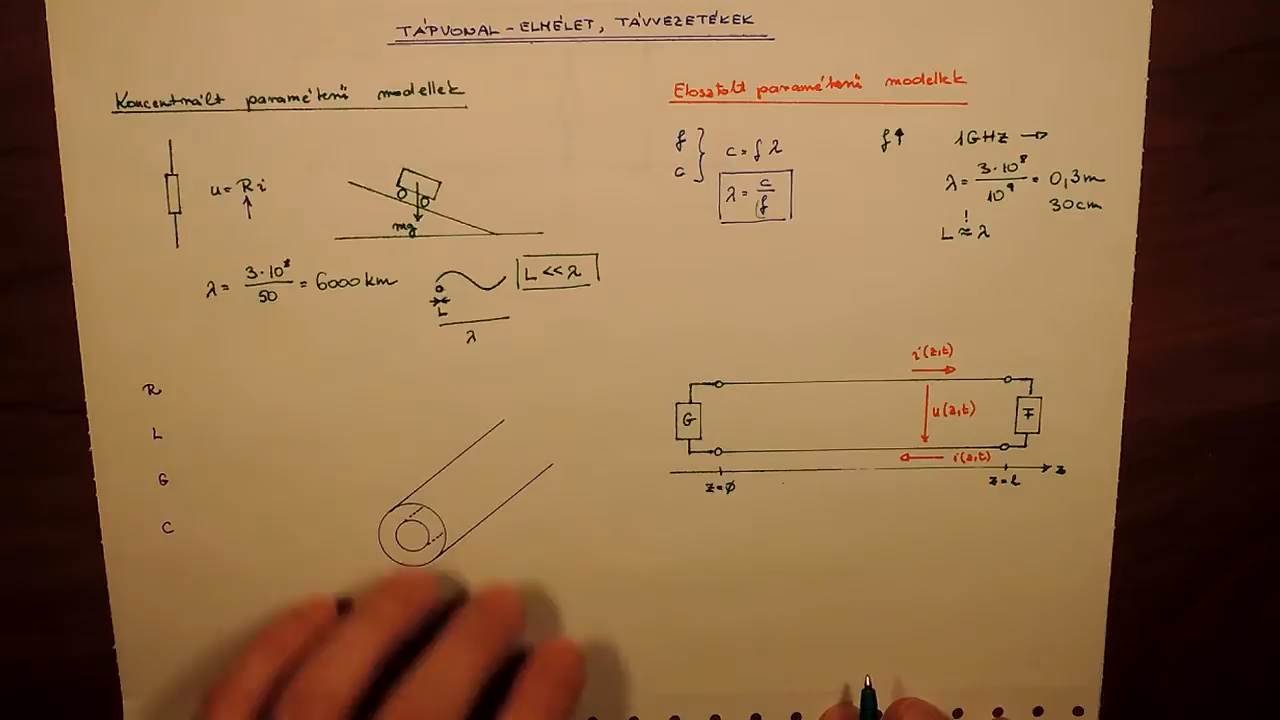 TÁPVONAL - ELMÉLET, TÁVVEZETÉKEK
Koncentrált paraméterű modellek
u = Ri
mg
λ = 3·10⁸ / 50 = 6000 km
L << λ
L
λ
R
L
G
C
Elosztott paraméterű modellek
f
c
c = f λ
λ = c / f
f↑ 1GHz →
λ = 3·10⁸ / 10⁹ = 0,3m
30cm
!
L ≈ λ
i(z,t)
G
u(z,t)
F
i(z,t)
z=0
z=l
z